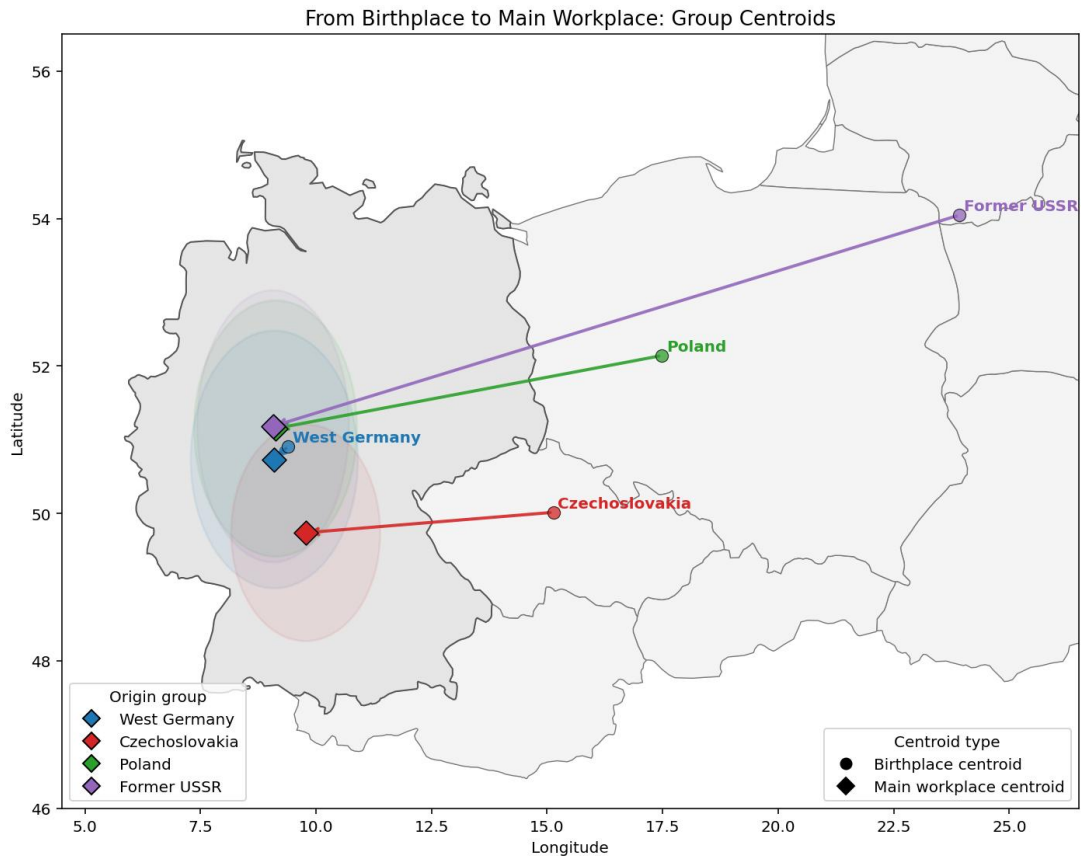 From Birthplace to Main Workplace: Group Centroids
56
54
52
50
48
46
Latitude
Former USSR
Poland
West Germany
Czechoslovakia
Origin group
West Germany
Czechoslovakia
Poland
Former USSR
Centroid type
Birthplace centroid
Main workplace centroid
5.0 7.5 10.0 12.5 15.0 17.5 20.0 22.5 25.0
Longitude